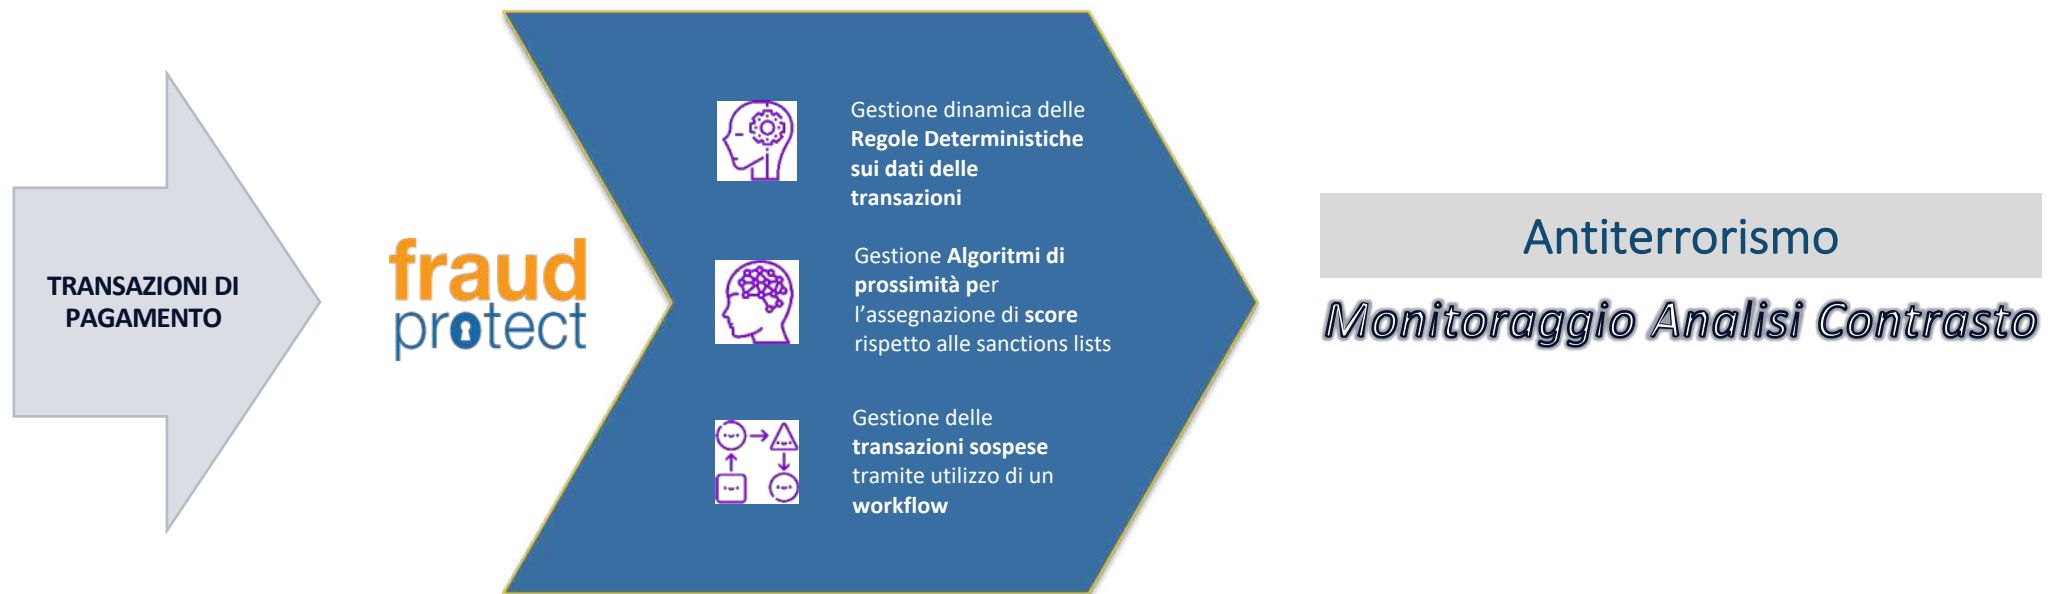 TRANSAZIONI DI
PAGAMENTO
fraud
protect
Gestione dinamica delle
Regole Deterministiche
sui dati delle
transazioni
Gestione Algoritmi di
prossimità per
l’assegnazione di score
rispetto alle sanctions lists
Gestione delle
transazioni sospese
tramite utilizzo di un
workflow
Antiterrorismo
Monitoraggio Analisi Contrasto